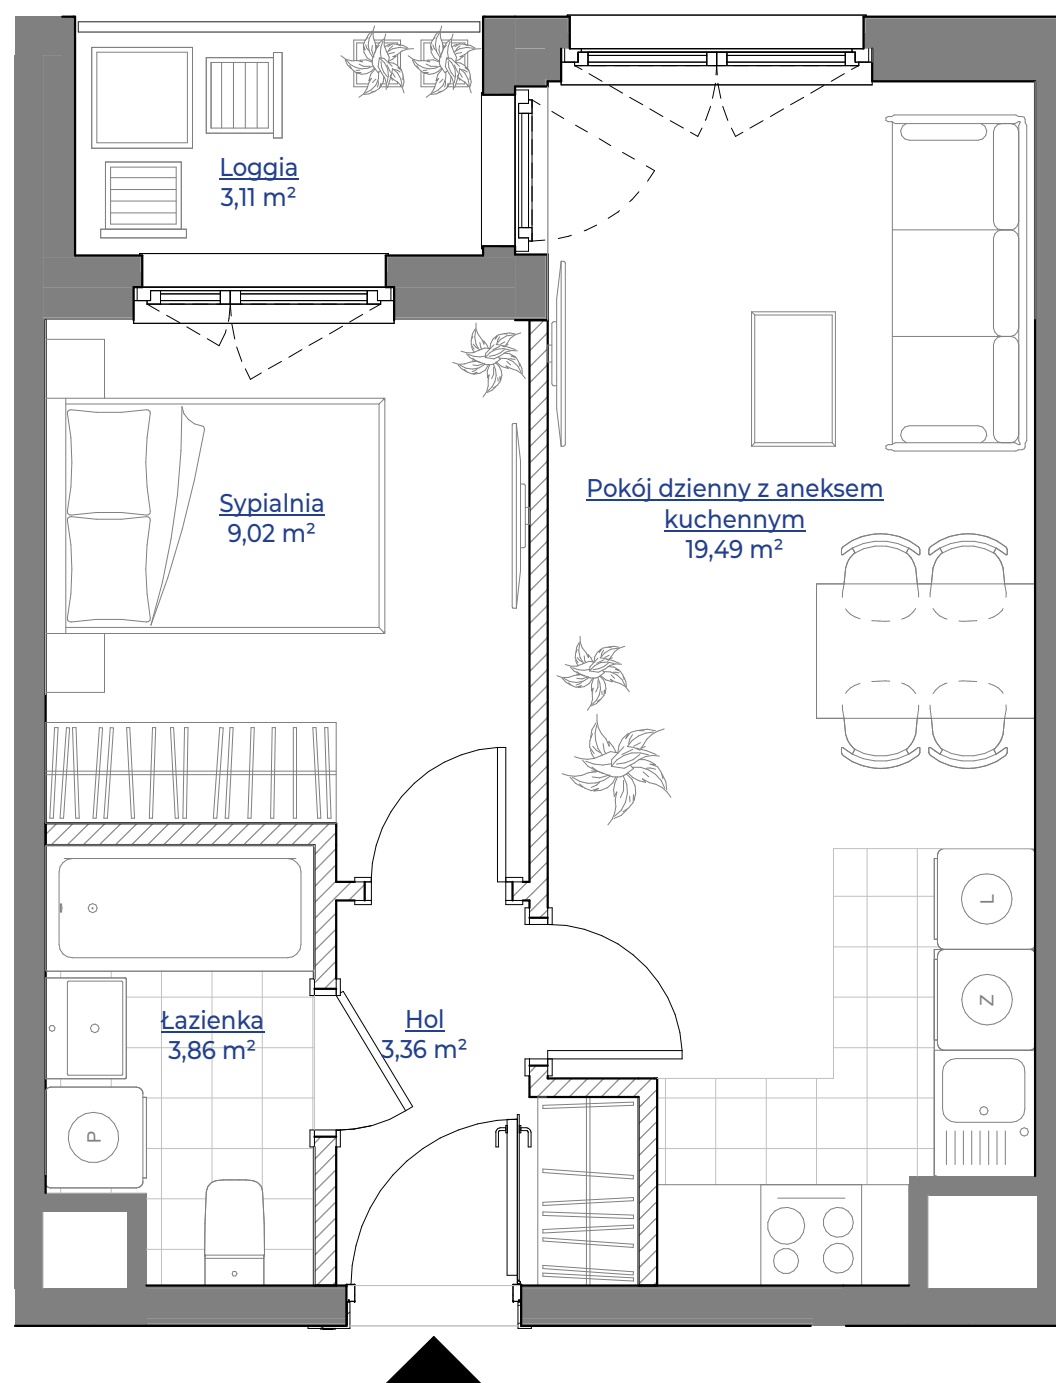 Loggia
3,11 m²
Sypialnia
9,02 m²
Pokój dzienny z aneksem
kuchennym
19,49 m²
L
Z
Łazienka
3,86 m²
Hol
3,36 m²
P